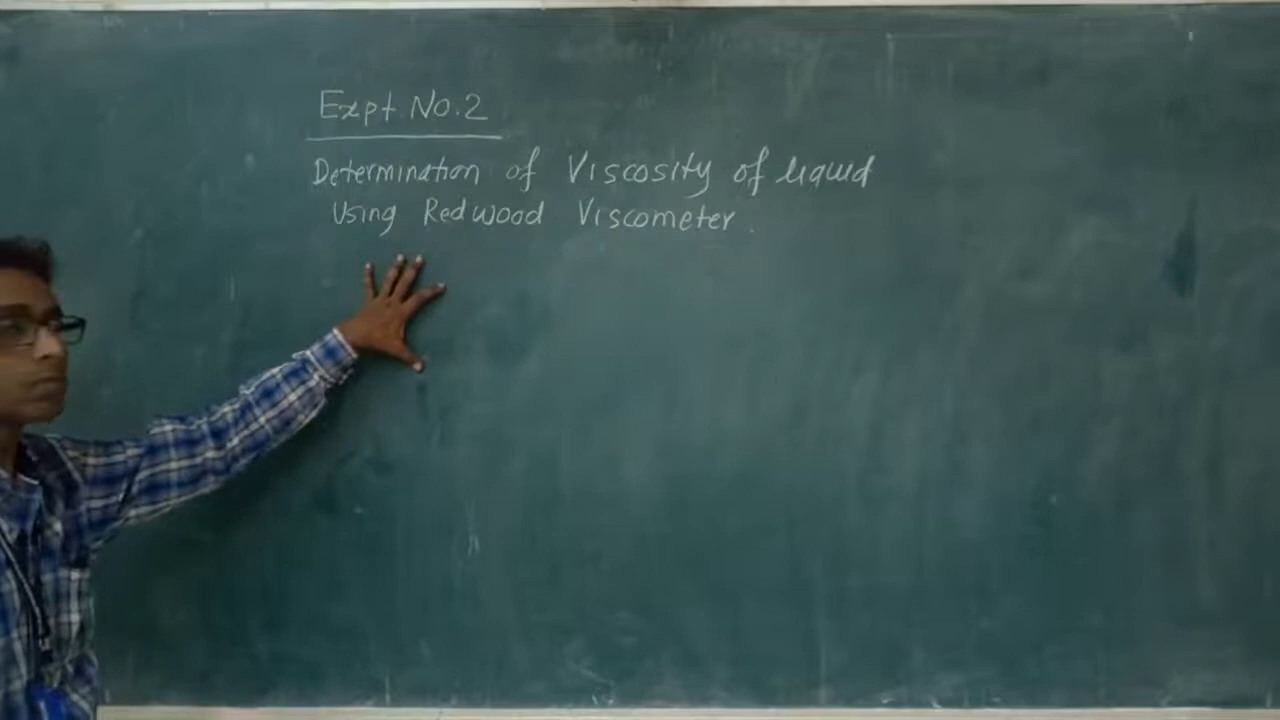 Expt. No. 2
Determination of Viscosity of liquid
Using Redwood Viscometer.